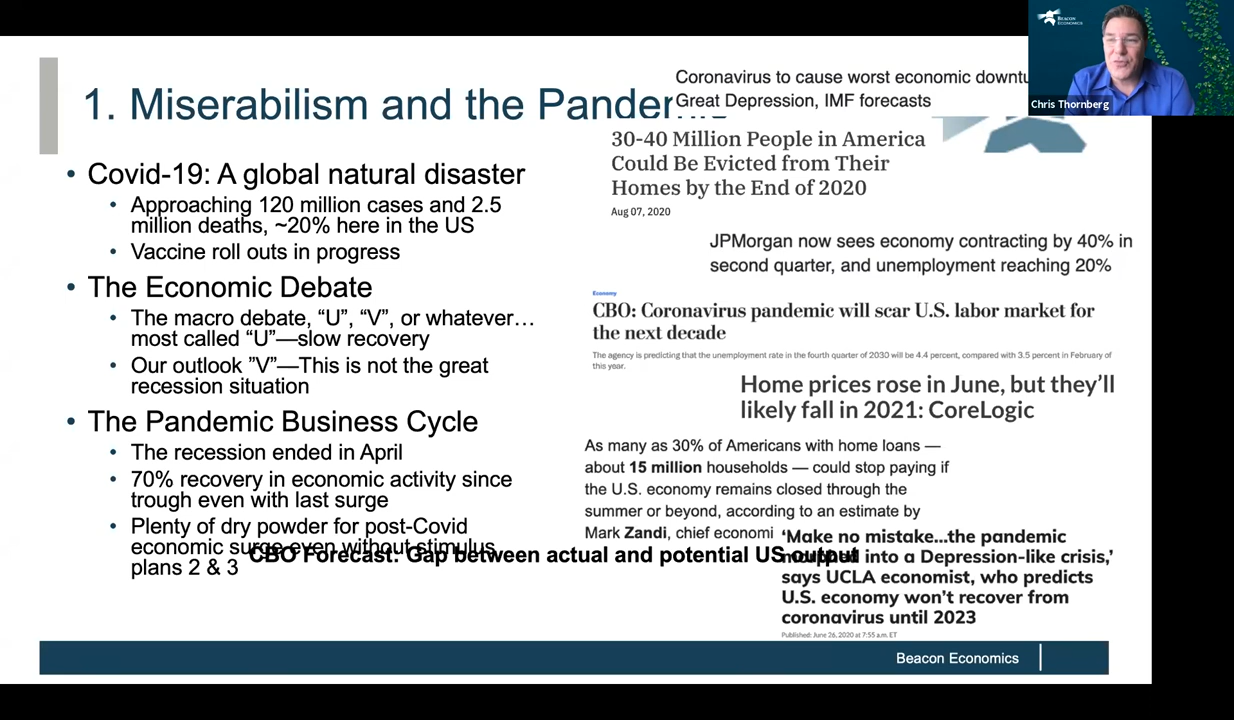 BEACON
ECONOMICS
Chris Thornberg
1. Miserabilism and the Pandemic
• Covid-19: A global natural disaster
• Approaching 120 million cases and 2.5
million deaths, ~20% here in the US
• Vaccine roll outs in progress
• The Economic Debate
• The macro debate, “U”, “V”, or whatever…
most called “U”—slow recovery
• Our outlook ”V”—This is not the great
recession situation
• The Pandemic Business Cycle
• The recession ended in April
• 70% recovery in economic activity since
trough even with last surge
• Plenty of dry powder for post-Covid
economic surge even without stimulus
plans 2 & 3
CBO Forecast: Gap between actual and potential US output
Coronavirus to cause worst economic downtu
Great Depression, IMF forecasts
30-40 Million People in America
Could Be Evicted from Their
Homes by the End of 2020
Aug 07, 2020
JPMorgan now sees economy contracting by 40% in
second quarter, and unemployment reaching 20%
Economy
CBO: Coronavirus pandemic will scar U.S. labor market for
the next decade
The agency is predicting that the unemployment rate in the fourth quarter of 2030 will be 4.4 percent, compared with 3.5 percent in February of
this year.
Home prices rose in June, but they’ll
likely fall in 2021: CoreLogic
As many as 30% of Americans with home loans —
about 15 million households — could stop paying if
the U.S. economy remains closed through the
summer or beyond, according to an estimate by
Mark Zandi, chief economi
‘Make no mistake...the pandemic
into a Depression-like crisis,’
says UCLA economist, who predicts
U.S. economy won’t recover from
coronavirus until 2023
Published: June 26, 2020 at 7:55 a.m. ET
Beacon Economics